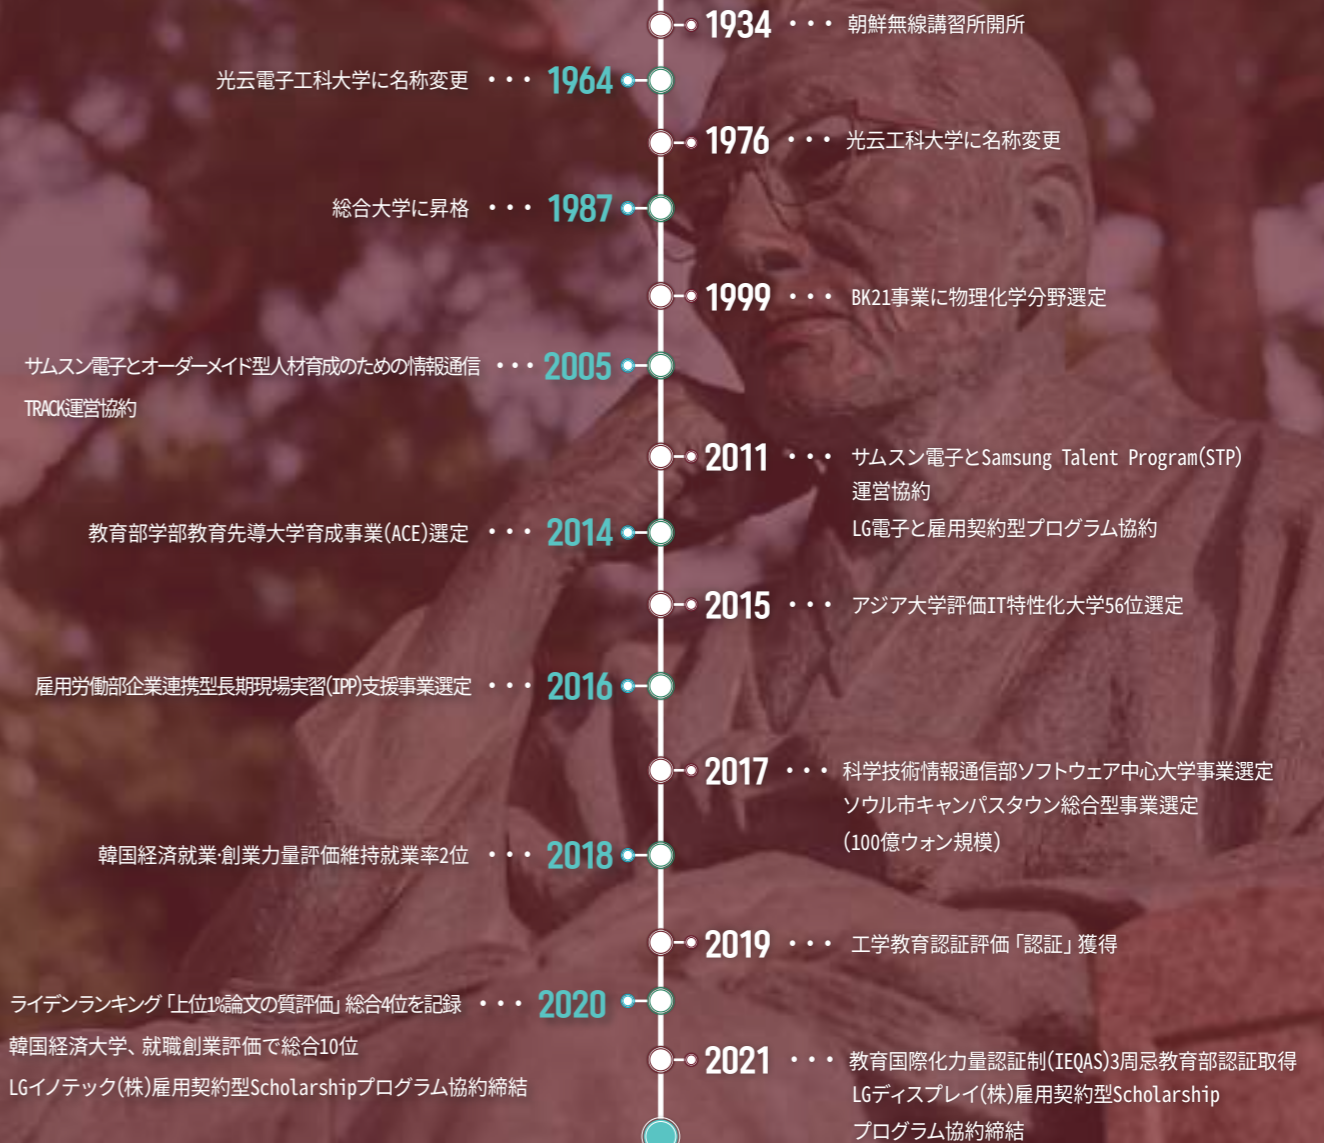 1934 ··· 朝鮮無線講習所開所
光云電子工科大学に名称変更 ··· 1964
1976 ··· 光云工科大学に名称変更
総合大学に昇格 ··· 1987
1999 ··· BK21事業に物理化学分野選定
サムスン電子とオーダーメイド型人材育成のための情報通信 ··· 2005
TRACK運営協約
2011 ··· サムスン電子とSamsung Talent Program(STP)
運営協約
LG電子と雇用契約型プログラム協約
教育部学部教育先導大学育成事業(ACE)選定 ··· 2014
2015 ··· アジア大学評価IT特性化大学56位選定
雇用労働部企業連携型長期現場実習(IPP)支援事業選定 ··· 2016
2017 ··· 科学技術情報通信部ソフトウェア中心大学事業選定
ソウル市キャンパスタウン総合型事業選定
(100億ウォン規模)
韓国経済就業·創業力量評価維持就業率2位 ··· 2018
2019 ··· 工学教育認証評価「認証」獲得
ライデンランキング「上位1%論文の質評価」総合4位を記録 ··· 2020
韓国経済大学、就職創業評価で総合10位
LGイノテック(株)雇用契約型Scholarshipプログラム協約締結
2021 ··· 教育国際化力量認証制(IEQAS)3周忌教育部認証取得
LGディスプレイ(株)雇用契約型Scholarship
プログラム協約締結